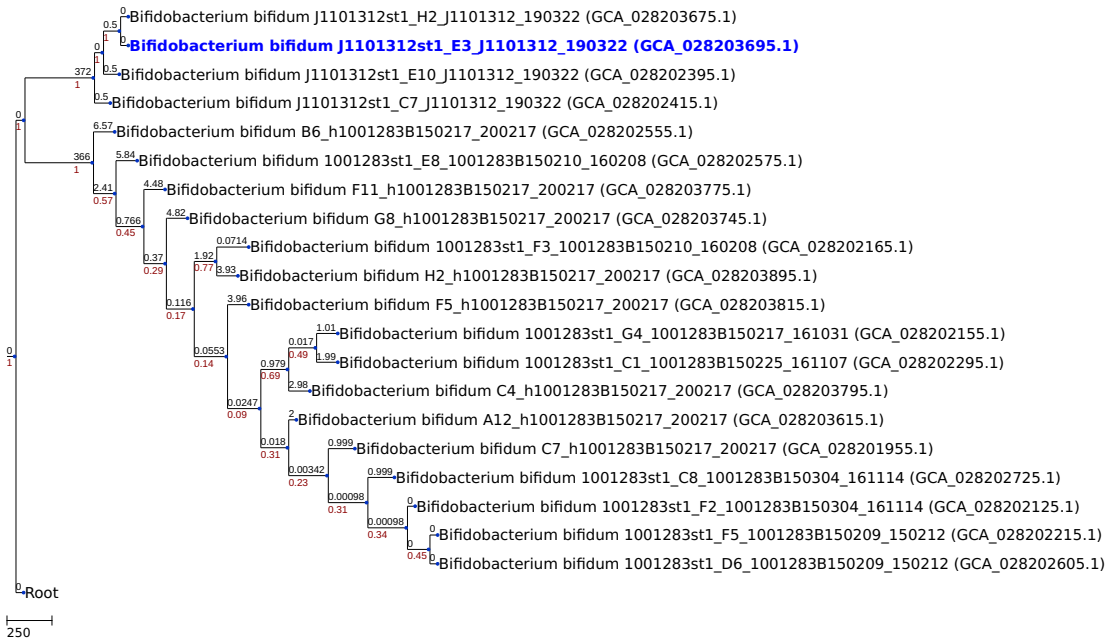 0 Bifidobacterium bifidum J1101312st1_H2_J1101312_190322 (GCA_028203675.1)
0.5
1
0 Bifidobacterium bifidum J1101312st1_E3_J1101312_190322 (GCA_028203695.1)
0
1
0.5 Bifidobacterium bifidum J1101312st1_E10_J1101312_190322 (GCA_028202395.1)
372
1
0.5 Bifidobacterium bifidum J1101312st1_C7_J1101312_190322 (GCA_028202415.1)
0
1
6.57 Bifidobacterium bifidum B6_h1001283B150217_200217 (GCA_028202555.1)
366
1
5.84 Bifidobacterium bifidum 1001283st1_E8_1001283B150210_160208 (GCA_028202575.1)
2.41
0.57
4.48 Bifidobacterium bifidum F11_h1001283B150217_200217 (GCA_028203775.1)
0.766
0.45
4.82 Bifidobacterium bifidum G8_h1001283B150217_200217 (GCA_028203745.1)
0.37
0.29
0.0714 Bifidobacterium bifidum 1001283st1_F3_1001283B150210_160208 (GCA_028202165.1)
1.92
0.77
3.93 Bifidobacterium bifidum H2_h1001283B150217_200217 (GCA_028203895.1)
0.116
0.17
3.96 Bifidobacterium bifidum F5_h1001283B150217_200217 (GCA_028203815.1)
1.01 Bifidobacterium bifidum 1001283st1_G4_1001283B150217_161031 (GCA_028202155.1)
0.017
0.49
0.0553
0.14
0
1
1.99 Bifidobacterium bifidum 1001283st1_C1_1001283B150225_161107 (GCA_028202295.1)
0.979
0.69
2.98 Bifidobacterium bifidum C4_h1001283B150217_200217 (GCA_028203795.1)
0.0247
0.09
2 Bifidobacterium bifidum A12_h1001283B150217_200217 (GCA_028203615.1)
0.018
0.31
0.999 Bifidobacterium bifidum C7_h1001283B150217_200217 (GCA_028201955.1)
0.00342
0.23
0.999 Bifidobacterium bifidum 1001283st1_C8_1001283B150304_161114 (GCA_028202725.1)
0.00098
0.31
0 Bifidobacterium bifidum 1001283st1_F2_1001283B150304_161114 (GCA_028202125.1)
0.00098
0.34
0 Bifidobacterium bifidum 1001283st1_F5_1001283B150209_150212 (GCA_028202215.1)
0
0.45
0 Bifidobacterium bifidum 1001283st1_D6_1001283B150209_150212 (GCA_028202605.1)
0 Root
250